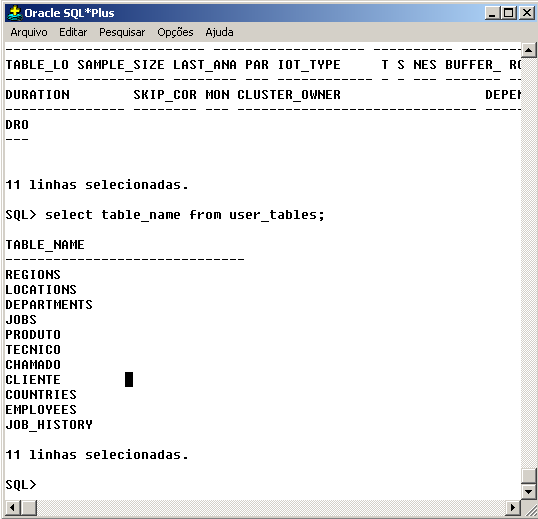 Oracle SQL*Plus
Arquivo Editar Pesquisar Opções Ajuda
TABLE_LO SAMPLE_SIZE LAST_ANA PAR IOT_TYPE T S NES BUFFER_ RO
-------- ----------- -------- --- ------------ - - --- ------- --
DURATION SKIP_COR MON CLUSTER_OWNER DEPEN
--------------- -------- --- ------------------------------ -----
DRO
---
11 linhas selecionadas.
SQL> select table_name from user_tables;
TABLE_NAME
------------------------------
REGIONS
LOCATIONS
DEPARTMENTS
JOBS
PRODUTO
TECNICO
CHAMADO
CLIENTE
COUNTRIES
EMPLOYEES
JOB_HISTORY
11 linhas selecionadas.
SQL>